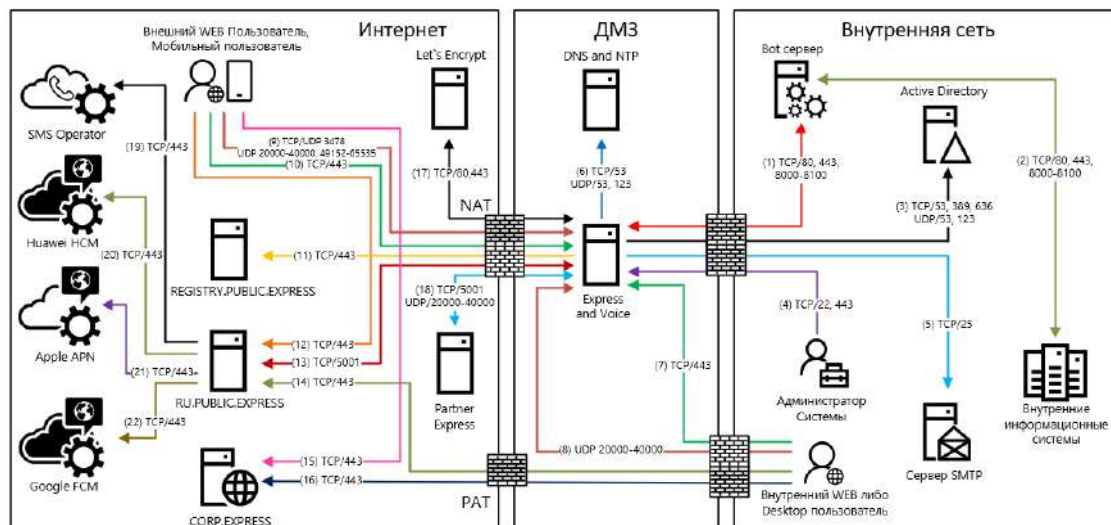 Интернет
ДМЗ
Внутренняя сеть
Внешний WEB Пользователь,
Мобильный пользователь
Let`s Encrypt
DNS and NTP
Bot сервер
Active Directory
SMS Operator
(19) TCP/443
(9) TCP/UDP 3478
UDP 20000-40000, 49152-65535
(10) TCP/443
(17) TCP/80,443
(6) TCP/53
UDP/53, 123
(1) TCP/80, 443,
8000-8100
(2) TCP/80, 443,
8000-8100
(3) TCP/53, 389, 636
UDP/53, 123
NAT
Huawei HCM
(20) TCP/443
(11) TCP/443
REGISTRY.PUBLIC.EXPRESS
(18) TCP/5001
UDP/20000-40000
Express
and Voice
(4) TCP/22, 443
(5) TCP/25
Apple APN
(21) TCP/443
(12) TCP/443
(13) TCP/5001
(14) TCP/443
RU.PUBLIC.EXPRESS
(7) TCP/443
Partner
Express
Администратор
Системы
Внутренние
информационные
системы
(22) TCP/443
Google FCM
(15) TCP/443
(16) TCP/443
(8) UDP 20000-40000
Сервер SMTP
CORP.EXPRESS
PAT
Внутренний WEB либо
Desktop пользователь